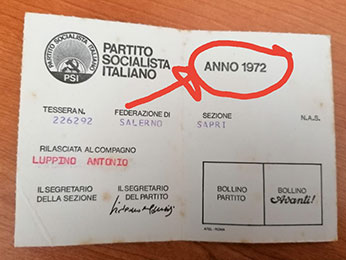 PARTITO SOCIALISTA ITALIANO
PSI
PARTITO
SOCIALISTA
ITALIANO
ANNO 1972
TESSERA N. FEDERAZIONE DI SEZIONE N.A.S.
226292 SALERNO SAPRI
RILASCIATA AL COMPAGNO
LUPPINO ANTONIO
IL SEGRETARIO
DELLA SEZIONE
IL SEGRETARIO
DEL PARTITO
BOLLINO
PARTITO
BOLLINO
Avanti!